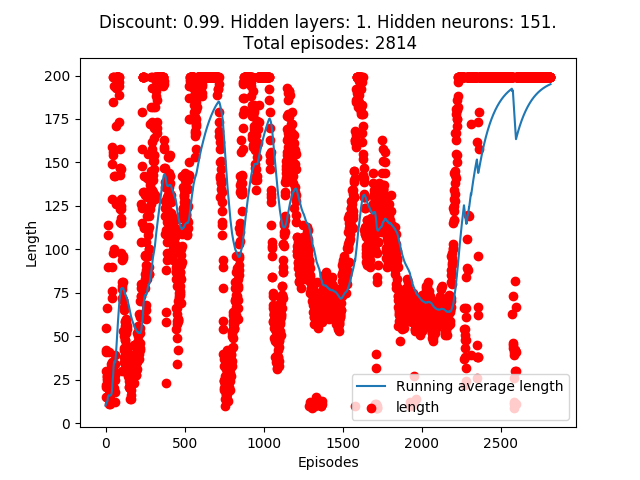 Discount: 0.99. Hidden layers: 1. Hidden neurons: 151.
Total episodes: 2814
200
175
150
125
100
75
50
25
0
Length
0
500
1000
1500
2000
2500
Episodes
Running average length
length